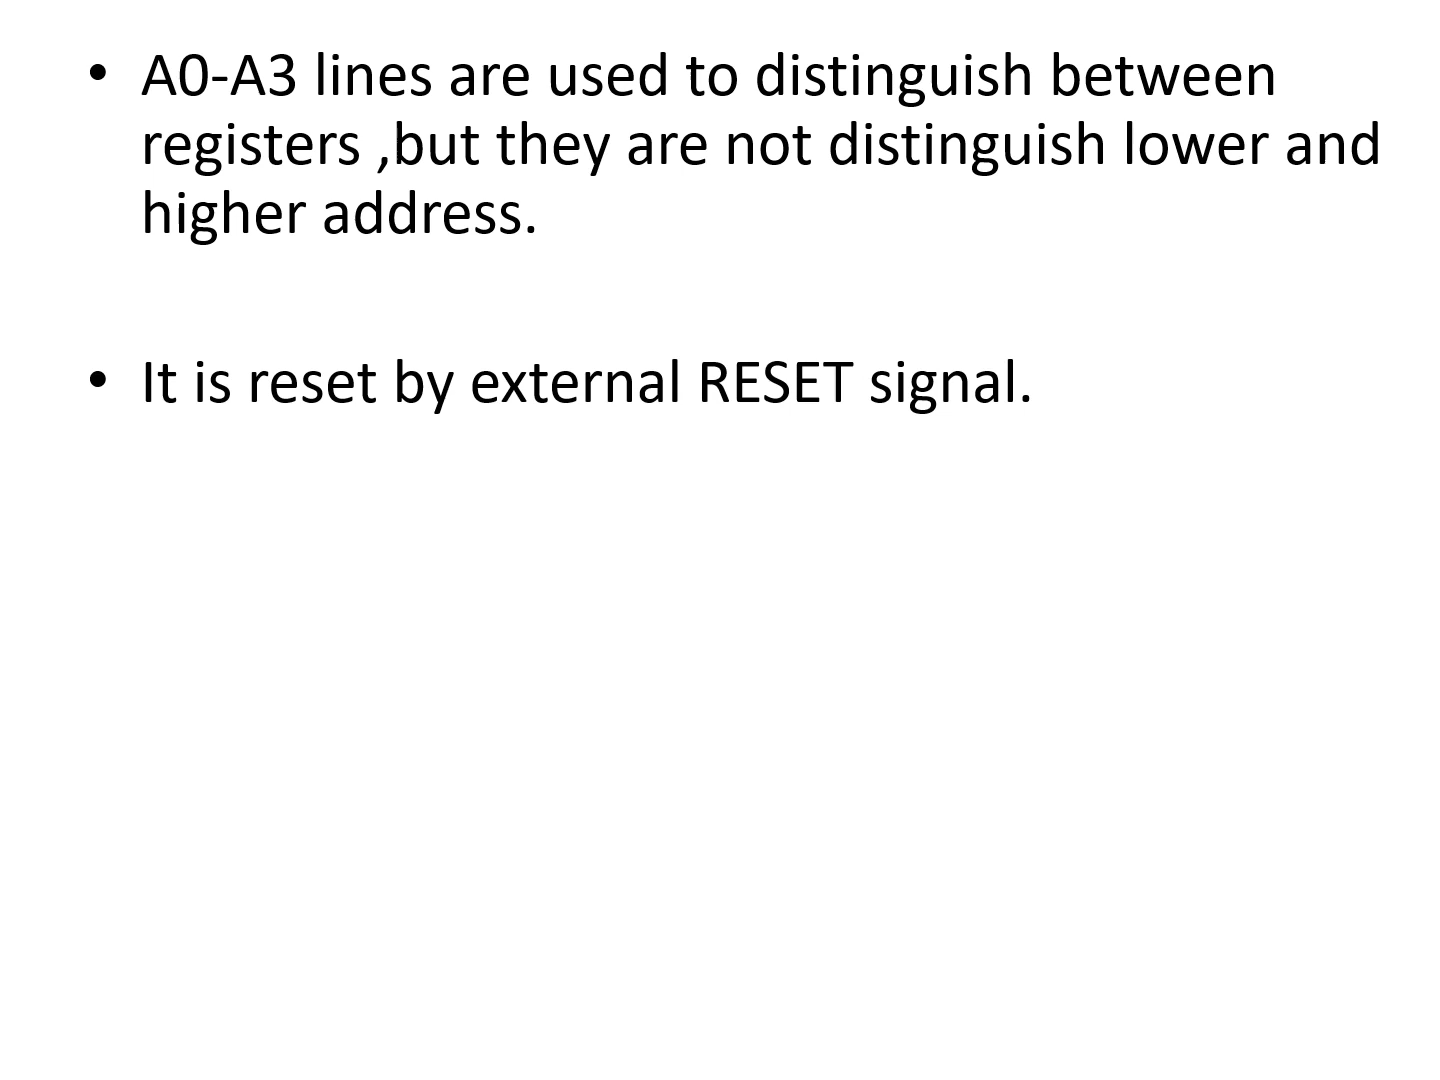 • A0-A3 lines are used to distinguish between
registers ,but they are not distinguish lower and
higher address.
• It is reset by external RESET signal.